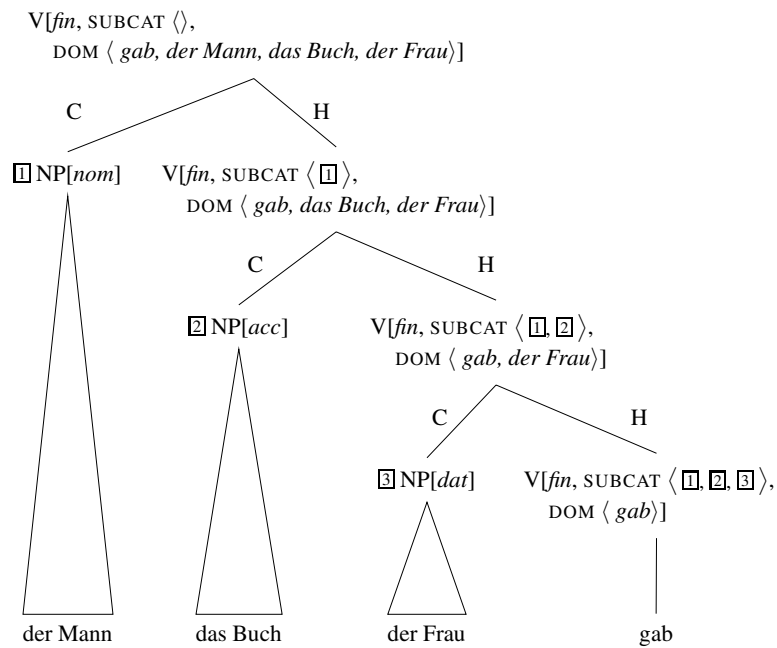 V[fin, SUBCAT ⟨⟩,
DOM ⟨ gab, der Mann, das Buch, der Frau⟩]
C H
1 NP[nom] V[fin, SUBCAT ⟨ 1 ⟩,
DOM ⟨ gab, das Buch, der Frau⟩]
C H
2 NP[acc] V[fin, SUBCAT ⟨ 1, 2 ⟩,
DOM ⟨ gab, der Frau⟩]
C H
3 NP[dat] V[fin, SUBCAT ⟨ 1, 2, 3 ⟩,
DOM ⟨ gab⟩]
der Mann das Buch der Frau gab